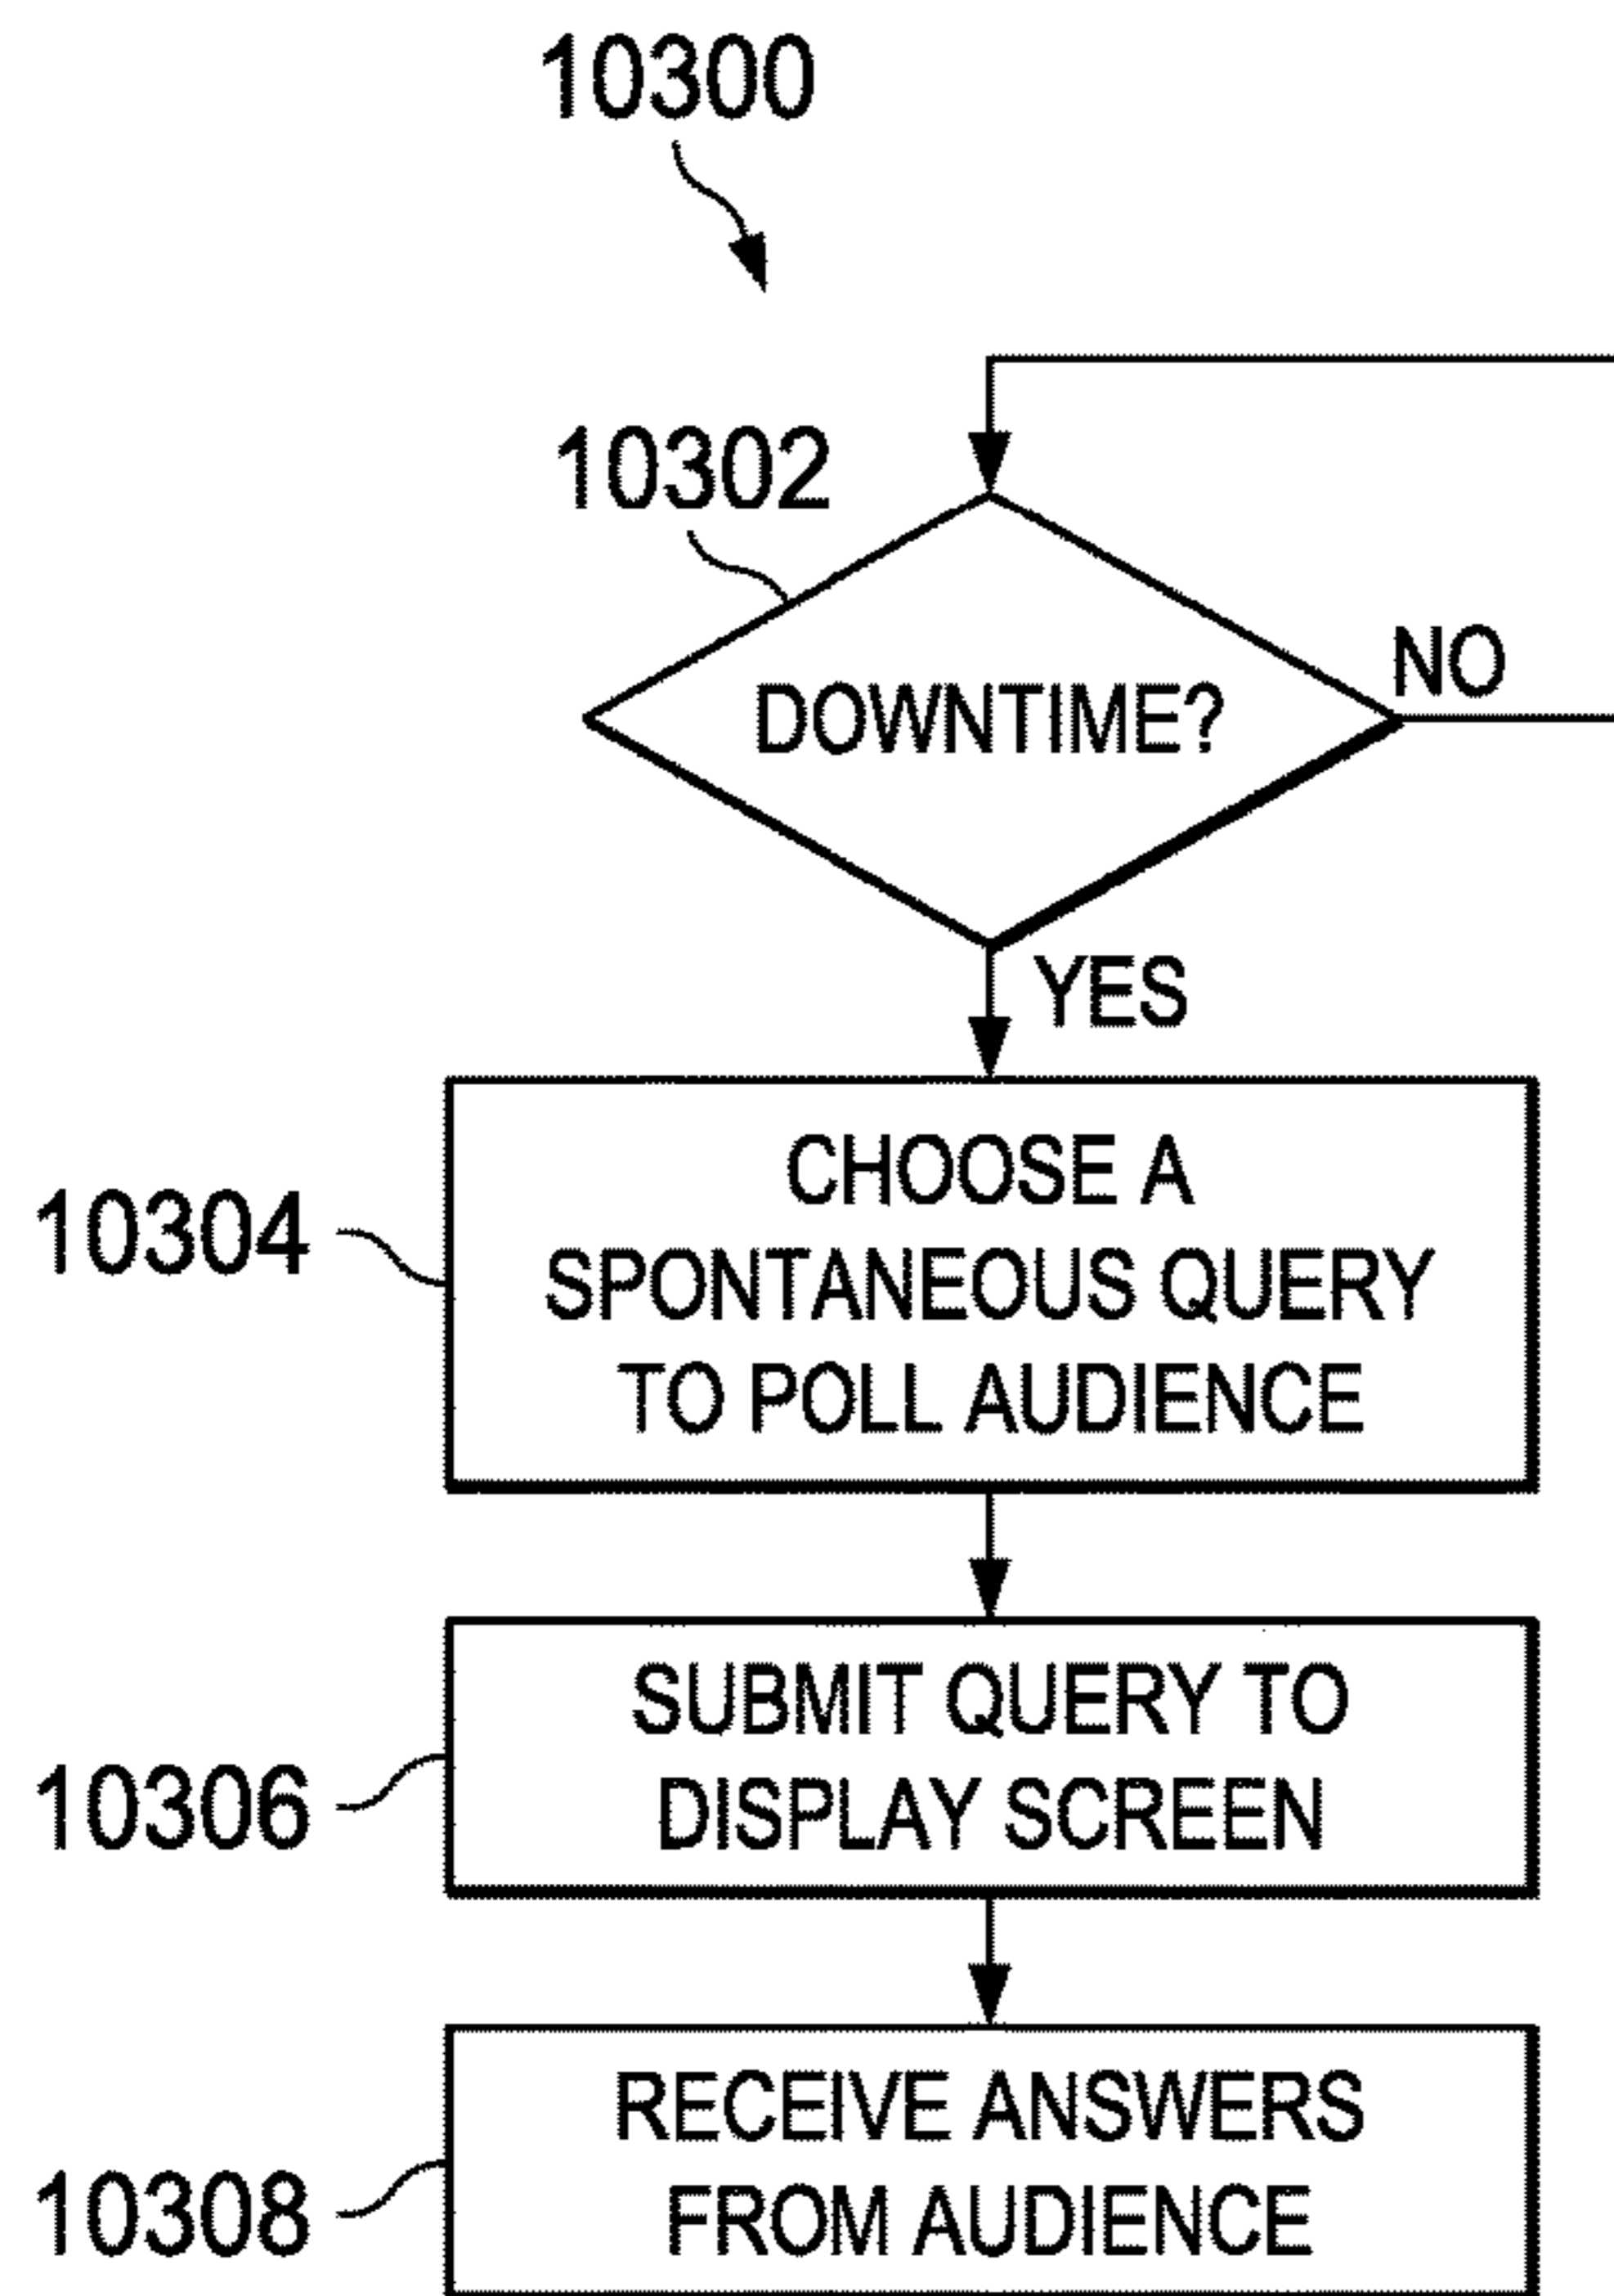 10300
10302
DOWNTIME?
NO
YES
10304
CHOOSE A
SPONTANEOUS QUERY
TO POLL AUDIENCE
10306
SUBMIT QUERY TO
DISPLAY SCREEN
10308
RECEIVE ANSWERS
FROM AUDIENCE